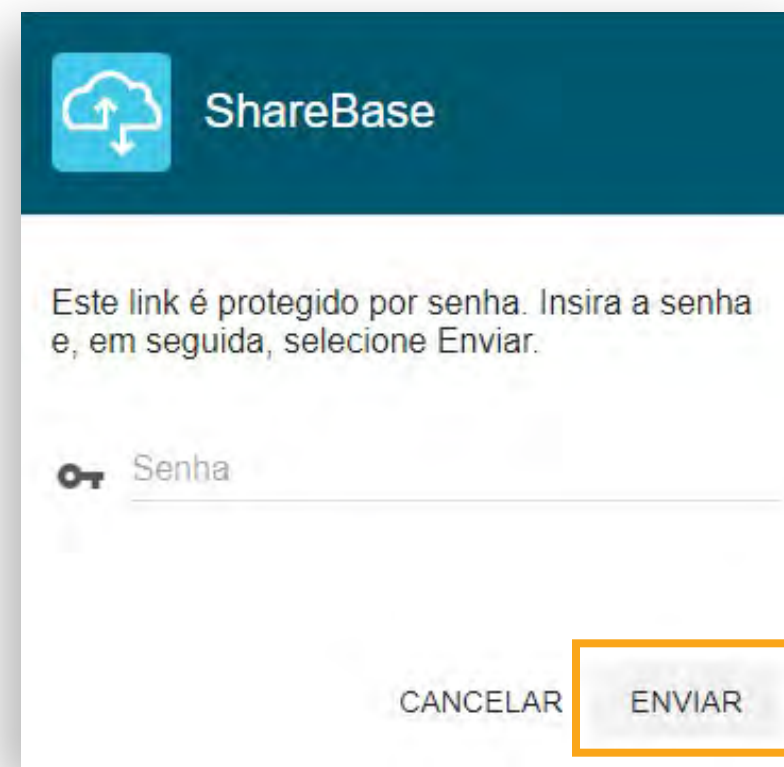 ShareBase
Este link é protegido por senha. Insira a senha
e, em seguida, selecione Enviar.
Senha
CANCELAR ENVIAR